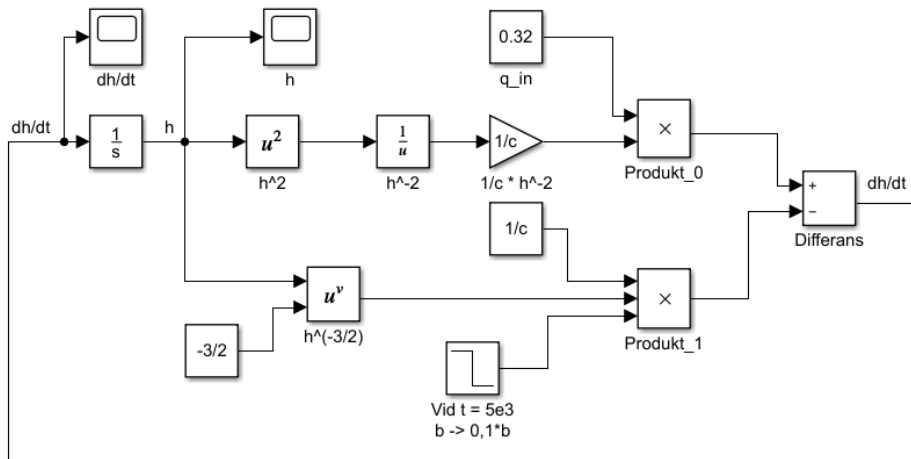 dh/dt
h
0.32
q_in
dh/dt
1
s
h
u²
h^2
1
u
h^-2
1/c
1/c * h^-2
×
Produkt_0
+
−
dh/dt
Differans
1/c
u^v
h^(-3/2)
-3/2
×
Produkt_1
Vid t = 5e3
b -> 0,1*b